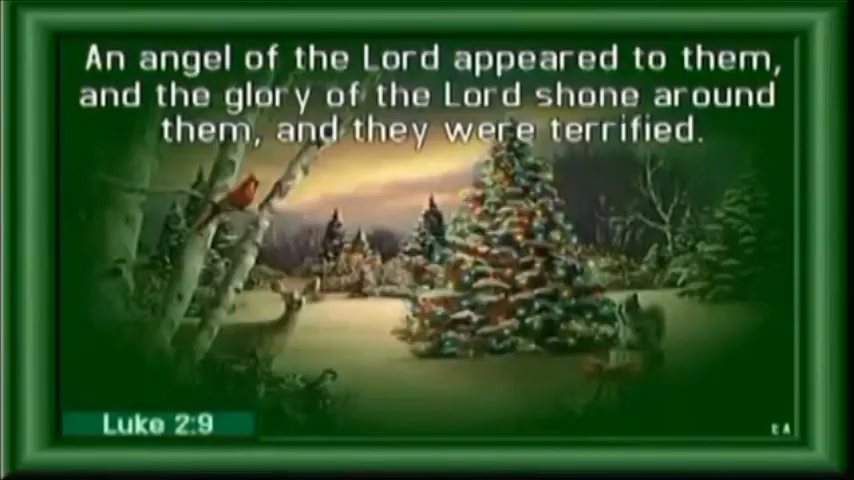 An angel of the Lord appeared to them,
and the glory of the Lord shone around
them, and they were terrified.
Luke 2:9